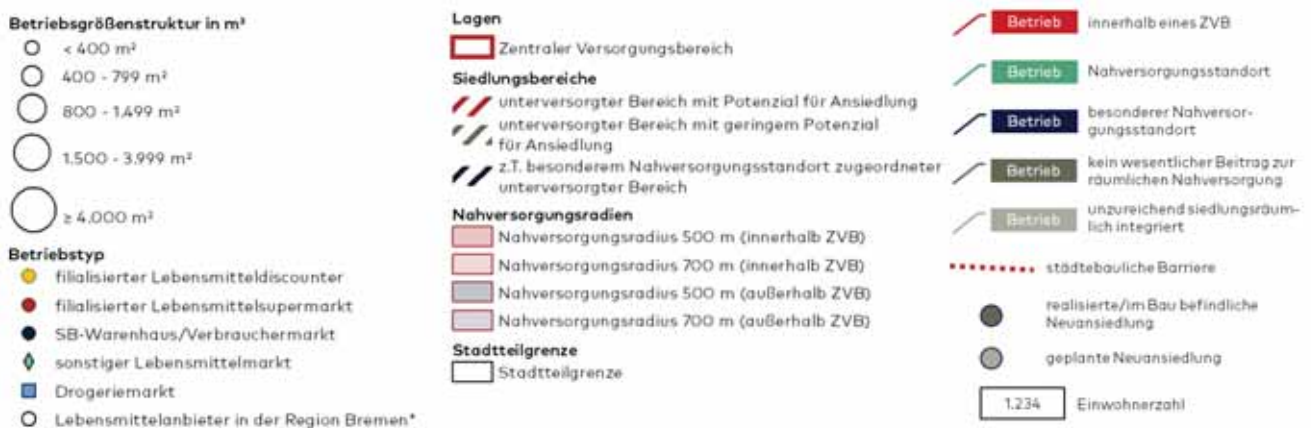 Betriebsgrößenstruktur in m²
< 400 m²
400 - 799 m²
800 - 1.499 m²
1.500 - 3.999 m²
≥ 4.000 m²
Betriebstyp
filialisierter Lebensmitteldiscounter
filialisierter Lebensmittelsupermarkt
SB-Warenhaus/Verbrauchermarkt
sonstiger Lebensmittelmarkt
Drogeriemarkt
Lebensmittelanbieter in der Region Bremen*
Lagen
Zentraler Versorgungsbereich
Siedlungsbereiche
unterversorgter Bereich mit Potenzial für Ansiedlung
unterversorgter Bereich mit geringem Potenzial
für Ansiedlung
z.T. besonderem Nahversorgungsstandort zugeordneter
unterversorgter Bereich
Nahversorgungsradien
Nahversorgungsradius 500 m (innerhalb ZVB)
Nahversorgungsradius 700 m (innerhalb ZVB)
Nahversorgungsradius 500 m (außerhalb ZVB)
Nahversorgungsradius 700 m (außerhalb ZVB)
Stadtteilgrenze
Stadtteilgrenze
Betrieb innerhalb eines ZVB
Betrieb Nahversorgungsstandort
Betrieb besonderer Nahversor-
gungsstandort
Betrieb kein wesentlicher Beitrag zur
räumlichen Nahversorgung
Betrieb unzureichend siedlungsräum-
lich integriert
städtebauliche Barriere
realisierte/im Bau befindliche
Neuansiedlung
geplante Neuansiedlung
1.234 Einwohnerzahl